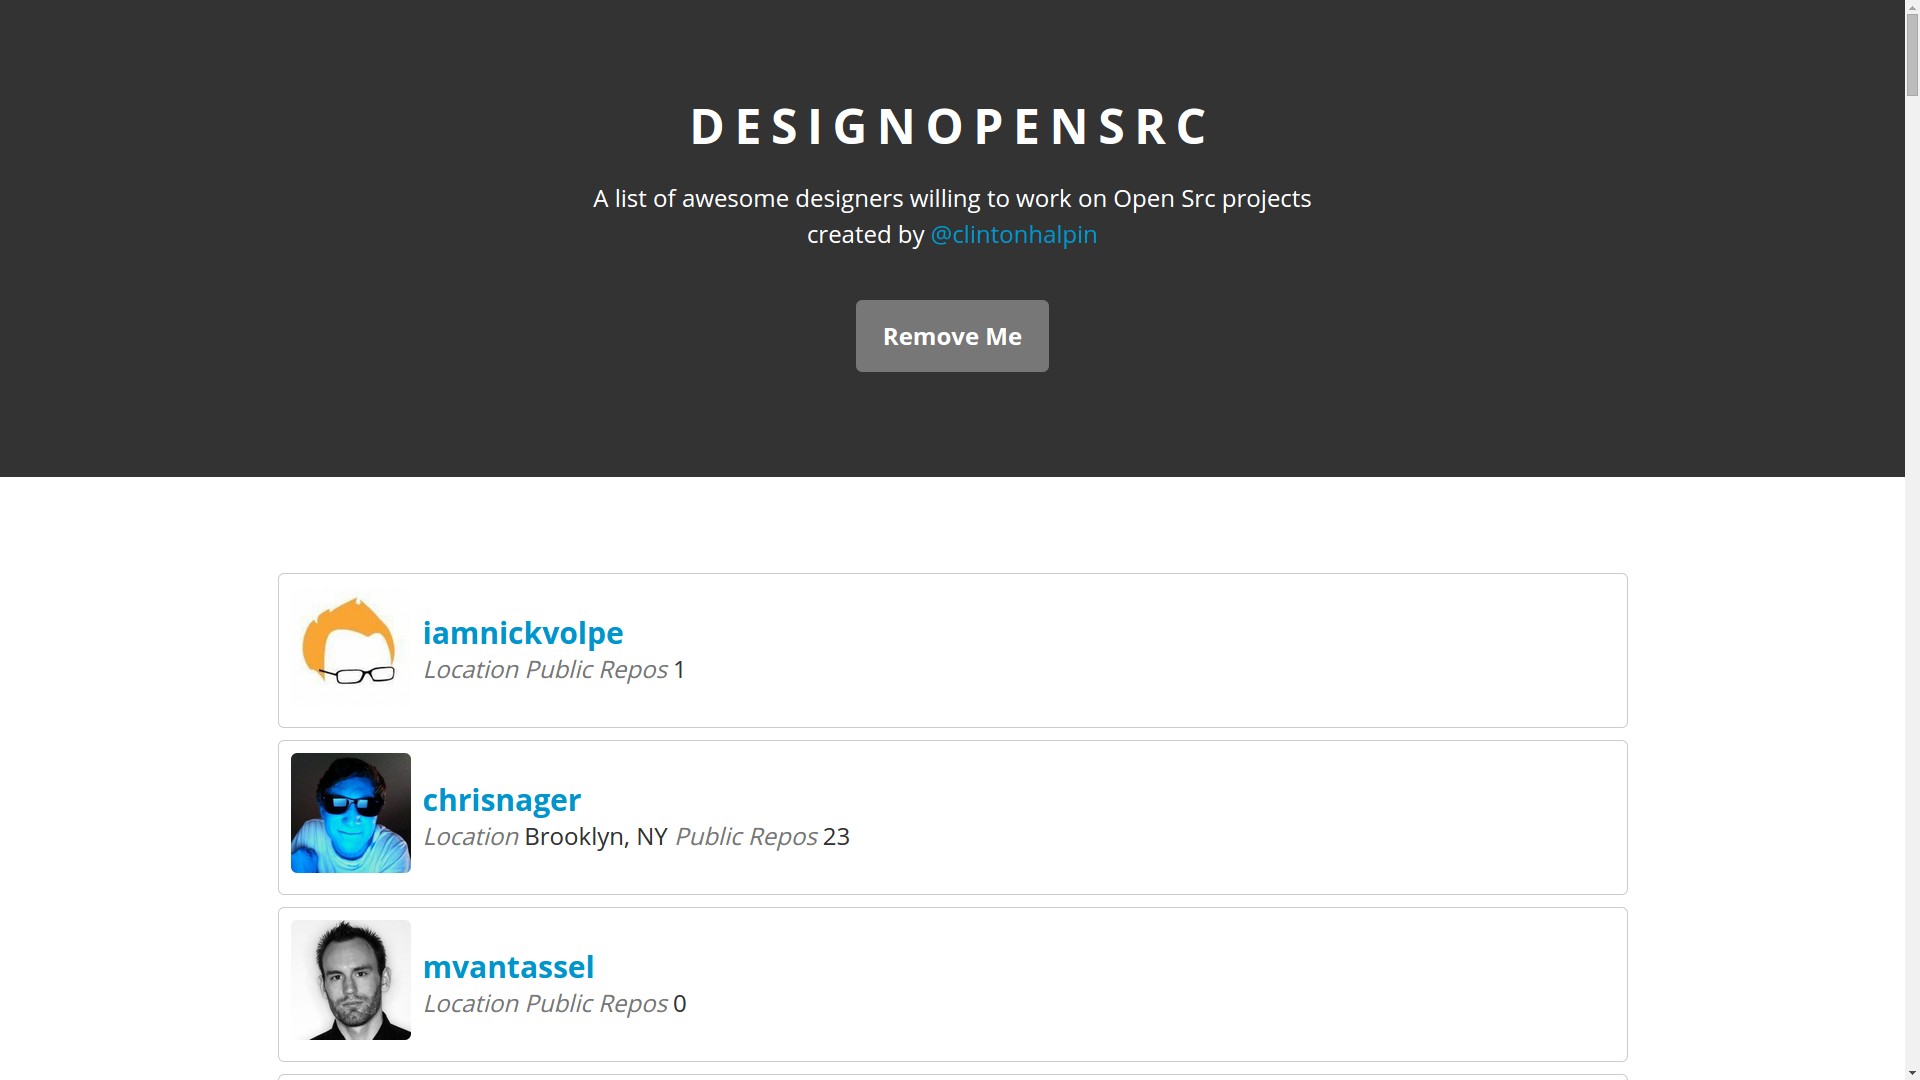 DESIGNOPENSRC
A list of awesome designers willing to work on Open Src projects
created by @clintonhalpin
Remove Me
iamnickvolpe
Location Public Repos 1
chrisnager
Location Brooklyn, NY Public Repos 23
mvantassel
Location Public Repos 0